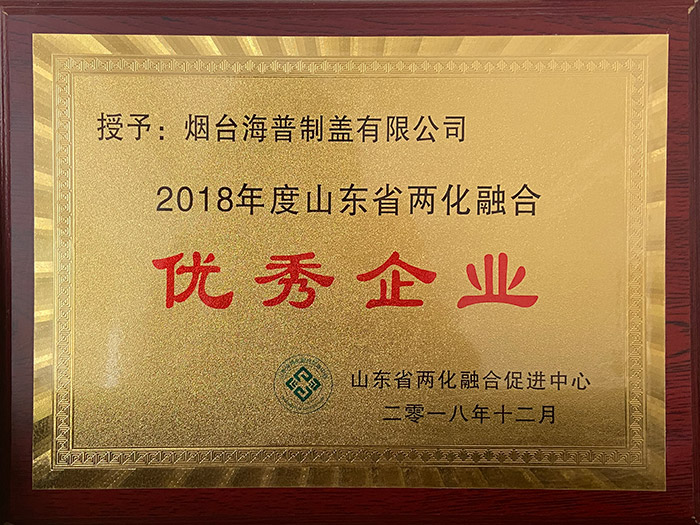 授予：烟台海普制盖有限公司
2018年度山东省两化融合
优秀企业
山东省两化融合促进中心
二零一八年十二月